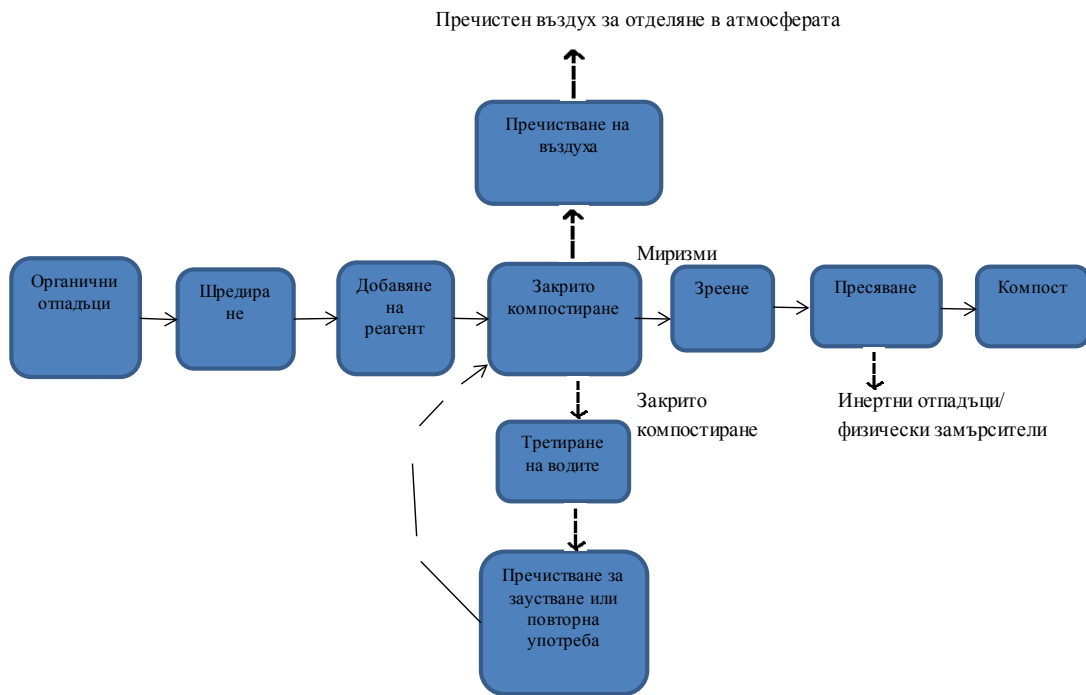 Пречистен въздух за отделяне в атмосферата
Пречистване на
въздуха
Миризми
Органични
отпадъци
Шредира
не
Добавяне
на
реагент
Закрито
компостиране
Зреене
Пресяване
Компост
Закрито
компостиране
Инертни отпадъци/
физически замърсители
Третиране
на водите
Пречистване за
заустване или
повторна
употреба